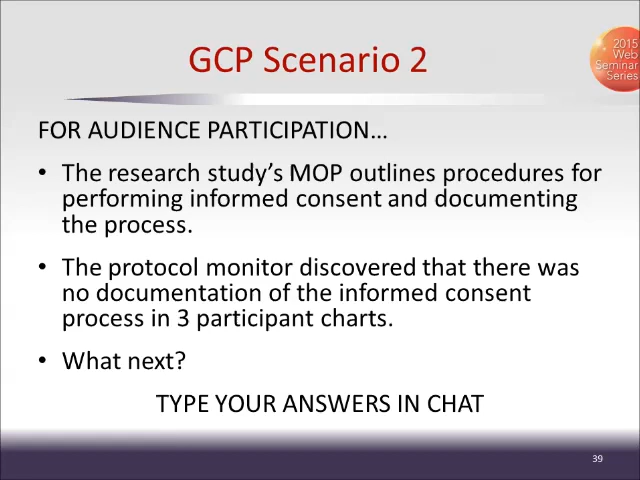 GCP Scenario 2
2015
Web
Seminar
Series
FOR AUDIENCE PARTICIPATION…
• The research study's MOP outlines procedures for
performing informed consent and documenting
the process.
• The protocol monitor discovered that there was
no documentation of the informed consent
process in 3 participant charts.
• What next?
TYPE YOUR ANSWERS IN CHAT
39